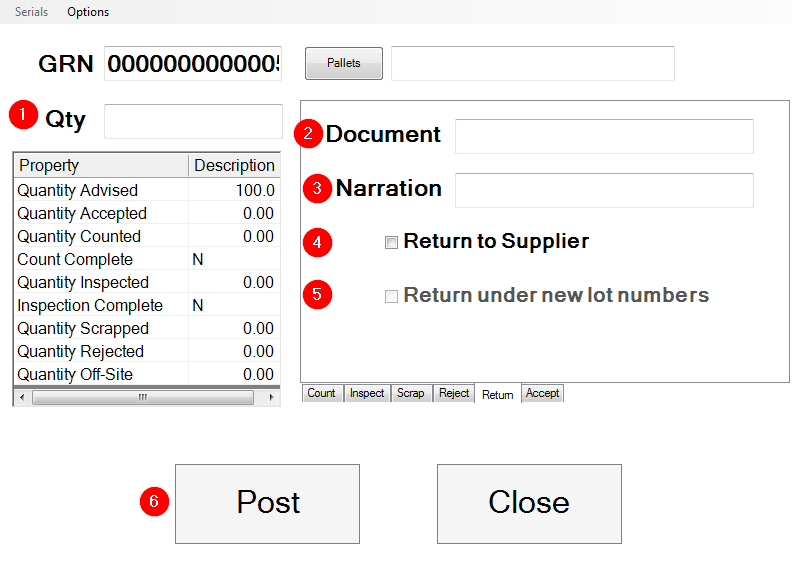 Serials Options
GRN 000000000005 Pallets
1 Qty
2 Document
3 Narration
4 Return to Supplier
5 Return under new lot numbers
Property Description
Quantity Advised 100.0
Quantity Accepted 0.00
Quantity Counted 0.00
Count Complete N
Quantity Inspected 0.00
Inspection Complete N
Quantity Scrapped 0.00
Quantity Rejected 0.00
Quantity Off-Site 0.00
Count Inspect Scrap Reject Return Accept
6 Post Close